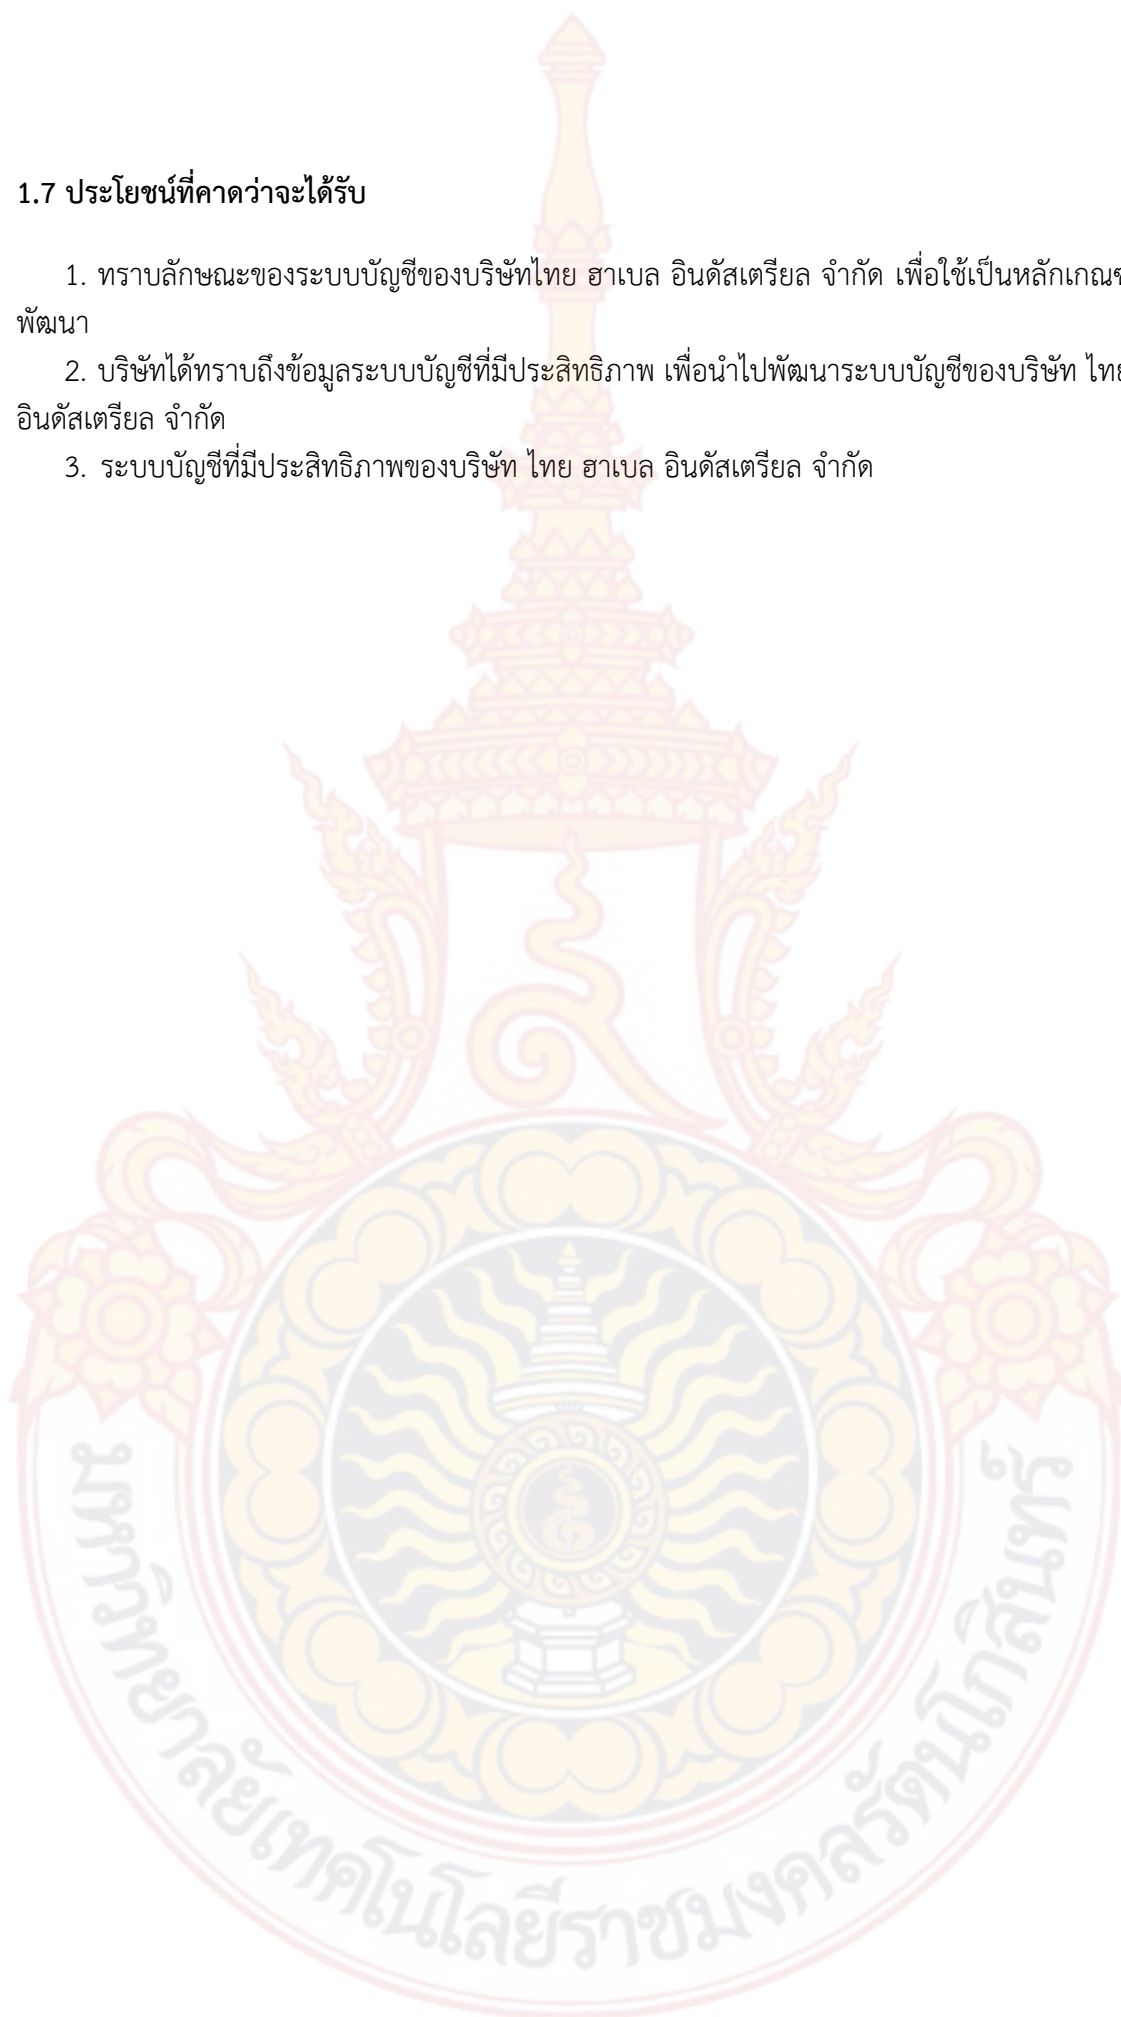 1.7 ประโยชน์ที่คาดว่าจะได้รับ
1. ทราบลักษณะของระบบบัญชีของบริษัทไทย ฮาเบล อินดัสเตรียล จำกัด เพื่อใช้เป็น
พัฒนา
2. บริษัทได้ทราบถึงข้อมูลระบบบัญชีที่มีประสิทธิภาพ เพื่อนำไปพัฒนาระบบบัญชีของบริษัท
อินดัสเตรียล จำกัด
3. ระบบบัญชีที่มีประสิทธิภาพของบริษัท ไทย ฮาเบล อินดัสเตรียล จำกัด
มหาวิทยาลัยเทคโนโลยีราชมงคลรัตนโกสินทร์